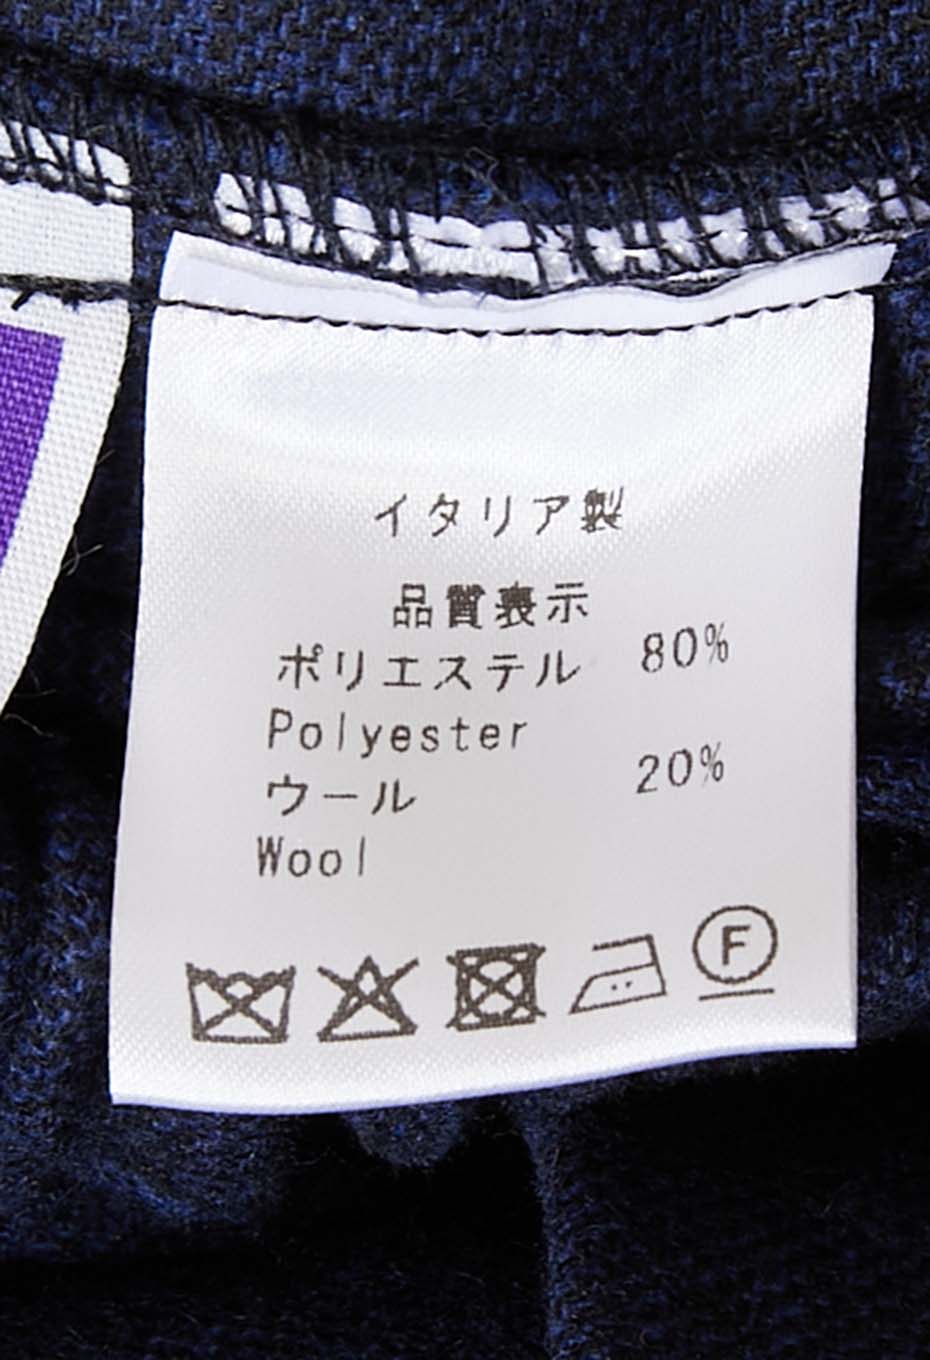 イタリア製
品質表示
ポリエステル 80%
Polyester
ウール 20%
Wool
F